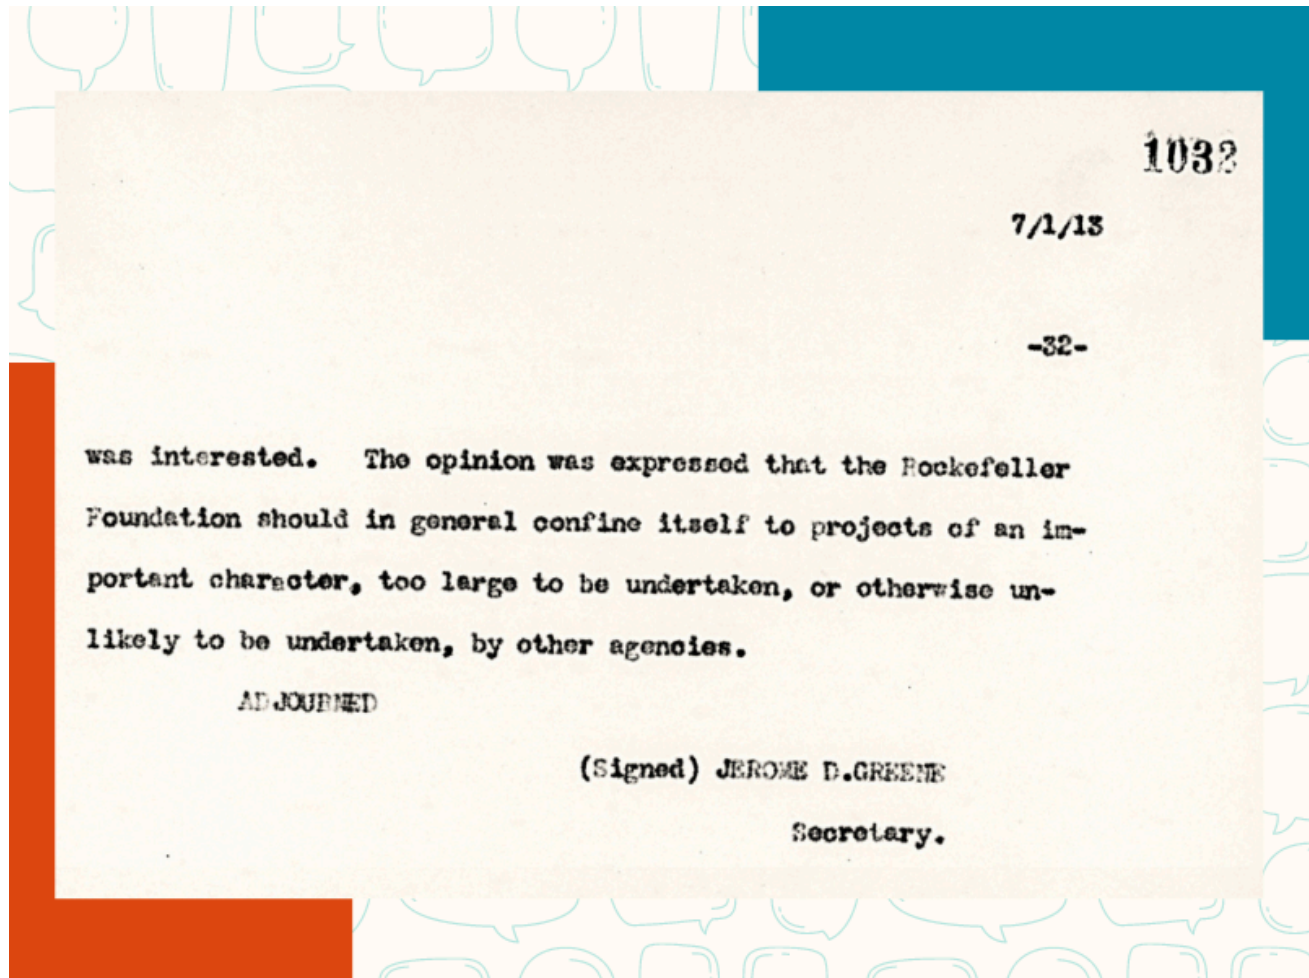 1032
7/1/13
-32-
was interested. The opinion was expressed that the Rockefeller
Foundation should in general confine itself to projects of an im-
portant character, too large to be undertaken, or otherwise un-
likely to be undertaken, by other agencies.
ADJOURNED
(Signed) JEROME D.GREENE
Secretary.